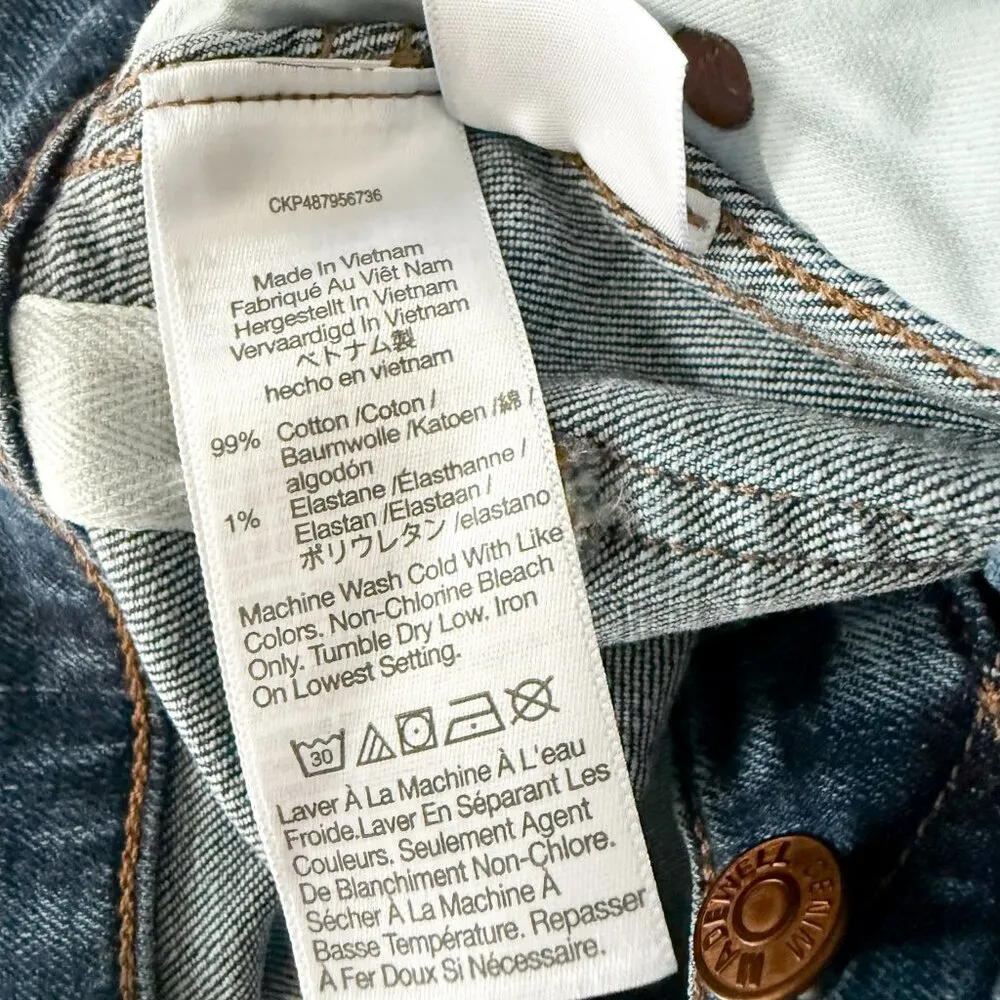 CKP487956736
Made In Vietnam
Fabriqué Au Viêt Nam
Hergestellt In Vietnam
Vervaardigd In Vietnam
ベトナム製
hecho en vietnam
99% Cotton /Coton /
Baumwolle /Katoen /綿 /
algodón
1% Elastane /Élasthanne /
Elastan /Elastaan /
ポリウレタン /elastano
Machine Wash Cold With Like
Colors. Non-Chlorine Bleach
Only. Tumble Dry Low. Iron
On Lowest Setting.
30
Laver À La Machine À L'eau
Froide.Laver En Séparant Les
Couleurs. Seulement Agent
De Blanchiment Non-Chlore.
Sécher À La Machine À
Basse Température. Repasser
À Fer Doux Si Nécessaire.
MADEWELL DENIM